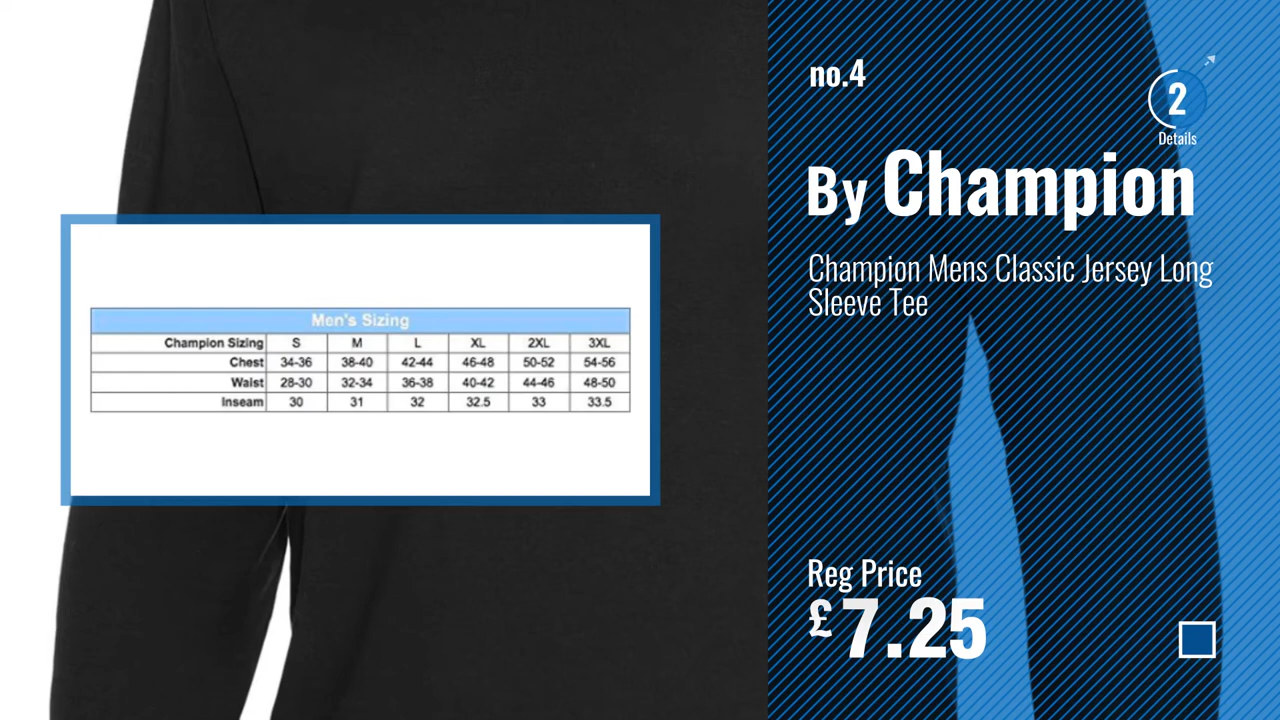 no.4
2
Details
By Champion
Champion Mens Classic Jersey Long
Sleeve Tee
Men's Sizing
Champion Sizing S M L XL 2XL 3XL
Chest 34-36 38-40 42-44 46-48 50-52 54-56
Waist 28-30 32-34 36-38 40-42 44-46 48-50
Inseam 30 31 32 32.5 33 33.5
Reg Price
£7.25